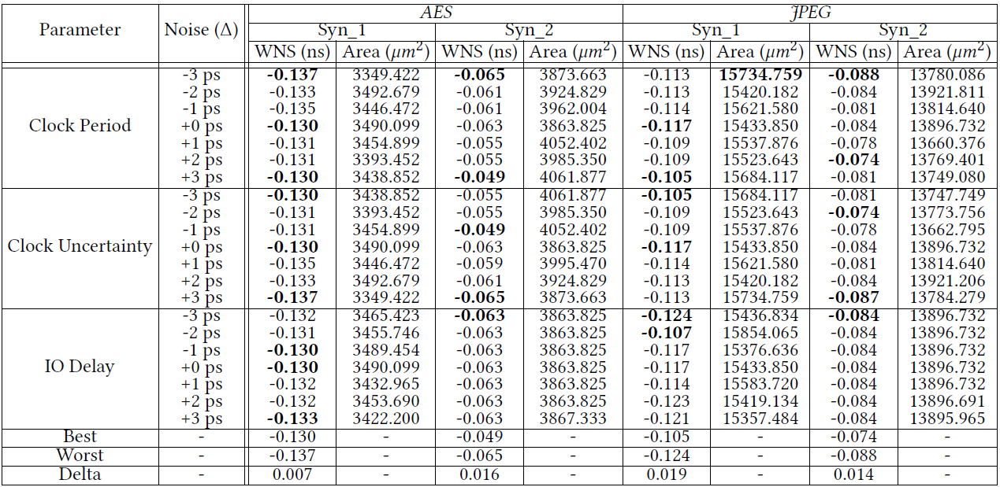 AES JPEG
Parameter Noise (Δ) Syn_1 Syn_2 Syn_1 Syn_2
WNS (ns) Area (μm²) WNS (ns) Area (μm²) WNS (ns) Area (μm²) WNS (ns) Area (μm²)
-3 ps -0.137 3349.422 -0.065 3873.663 -0.113 15734.759 -0.088 13780.086
-2 ps -0.133 3492.679 -0.061 3924.829 -0.113 15420.182 -0.084 13921.811
-1 ps -0.135 3446.472 -0.061 3962.004 -0.114 15621.580 -0.081 13814.640
Clock Period +0 ps -0.130 3490.099 -0.063 3863.825 -0.117 15433.850 -0.084 13896.732
+1 ps -0.131 3454.899 -0.055 4052.402 -0.109 15537.876 -0.078 13660.376
+2 ps -0.131 3393.452 -0.055 3985.350 -0.109 15523.643 -0.074 13769.401
+3 ps -0.130 3438.852 -0.049 4061.877 -0.105 15684.117 -0.081 13749.080
-3 ps -0.130 3438.852 -0.055 4061.877 -0.105 15684.117 -0.081 13747.749
-2 ps -0.131 3393.452 -0.055 3985.350 -0.109 15523.643 -0.074 13773.756
-1 ps -0.131 3454.899 -0.049 4052.402 -0.109 15537.876 -0.078 13662.795
Clock Uncertainty +0 ps -0.130 3490.099 -0.063 3863.825 -0.117 15433.850 -0.084 13896.732
+1 ps -0.135 3446.472 -0.059 3995.470 -0.114 15621.580 -0.081 13814.640
+2 ps -0.133 3492.679 -0.061 3924.829 -0.113 15420.182 -0.084 13921.206
+3 ps -0.137 3349.422 -0.065 3873.663 -0.113 15734.759 -0.087 13784.279
-3 ps -0.132 3465.423 -0.063 3863.825 -0.124 15436.834 -0.084 13896.732
-2 ps -0.131 3455.746 -0.063 3863.825 -0.107 15854.065 -0.084 13896.732
-1 ps -0.130 3489.454 -0.063 3863.825 -0.117 15376.636 -0.084 13896.732
IO Delay +0 ps -0.130 3490.099 -0.063 3863.825 -0.117 15433.850 -0.084 13896.732
+1 ps -0.132 3432.965 -0.063 3863.825 -0.114 15583.720 -0.084 13896.732
+2 ps -0.132 3453.690 -0.063 3863.825 -0.123 15419.134 -0.084 13896.691
+3 ps -0.133 3422.200 -0.063 3867.333 -0.121 15357.484 -0.084 13895.965
Best - -0.130 - -0.049 - -0.105 - -0.074 -
Worst - -0.137 - -0.065 - -0.124 - -0.088 -
Delta - 0.007 - 0.016 - 0.019 - 0.014 -